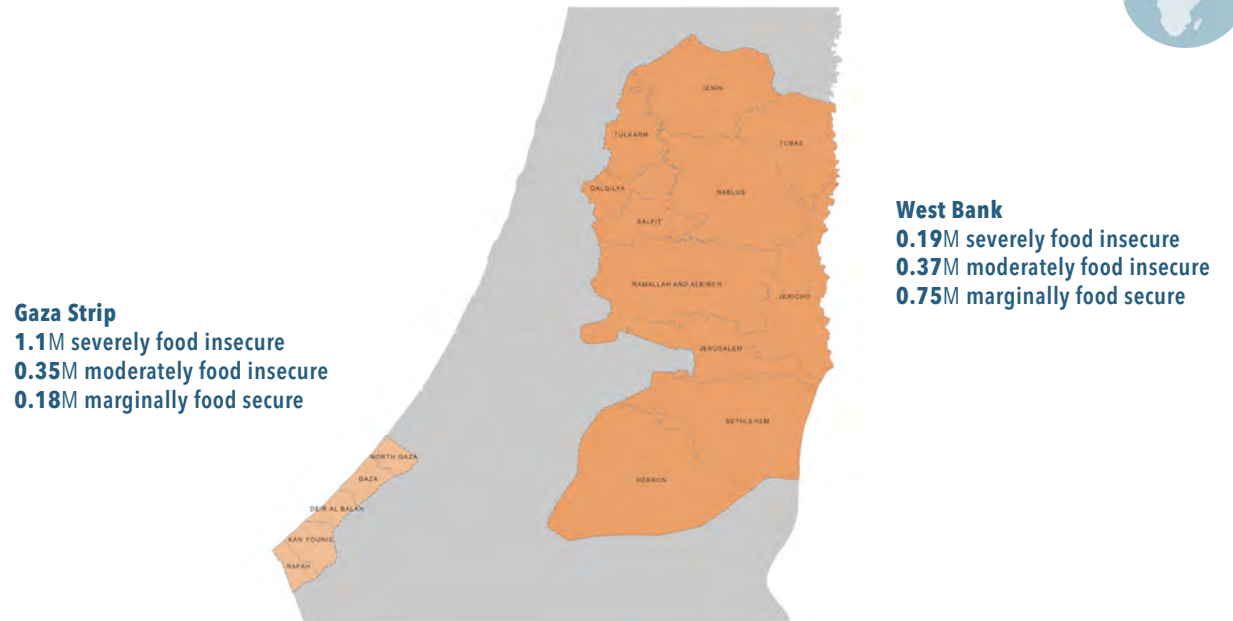 JENIN
TULKARM
TUBAS
QALQILYA
NABLUS
SALFIT
RAMALLAH AND ALBIREH
JERICHO
JERUSALEM
BETHLEHEM
HEBRON
West Bank
0.19M severely food insecure
0.37M moderately food insecure
0.75M marginally food secure
Gaza Strip
1.1M severely food insecure
0.35M moderately food insecure
0.18M marginally food secure
NORTH GAZA
GAZA
DEIR AL BALAH
KAN YOUNIS
RAFAH